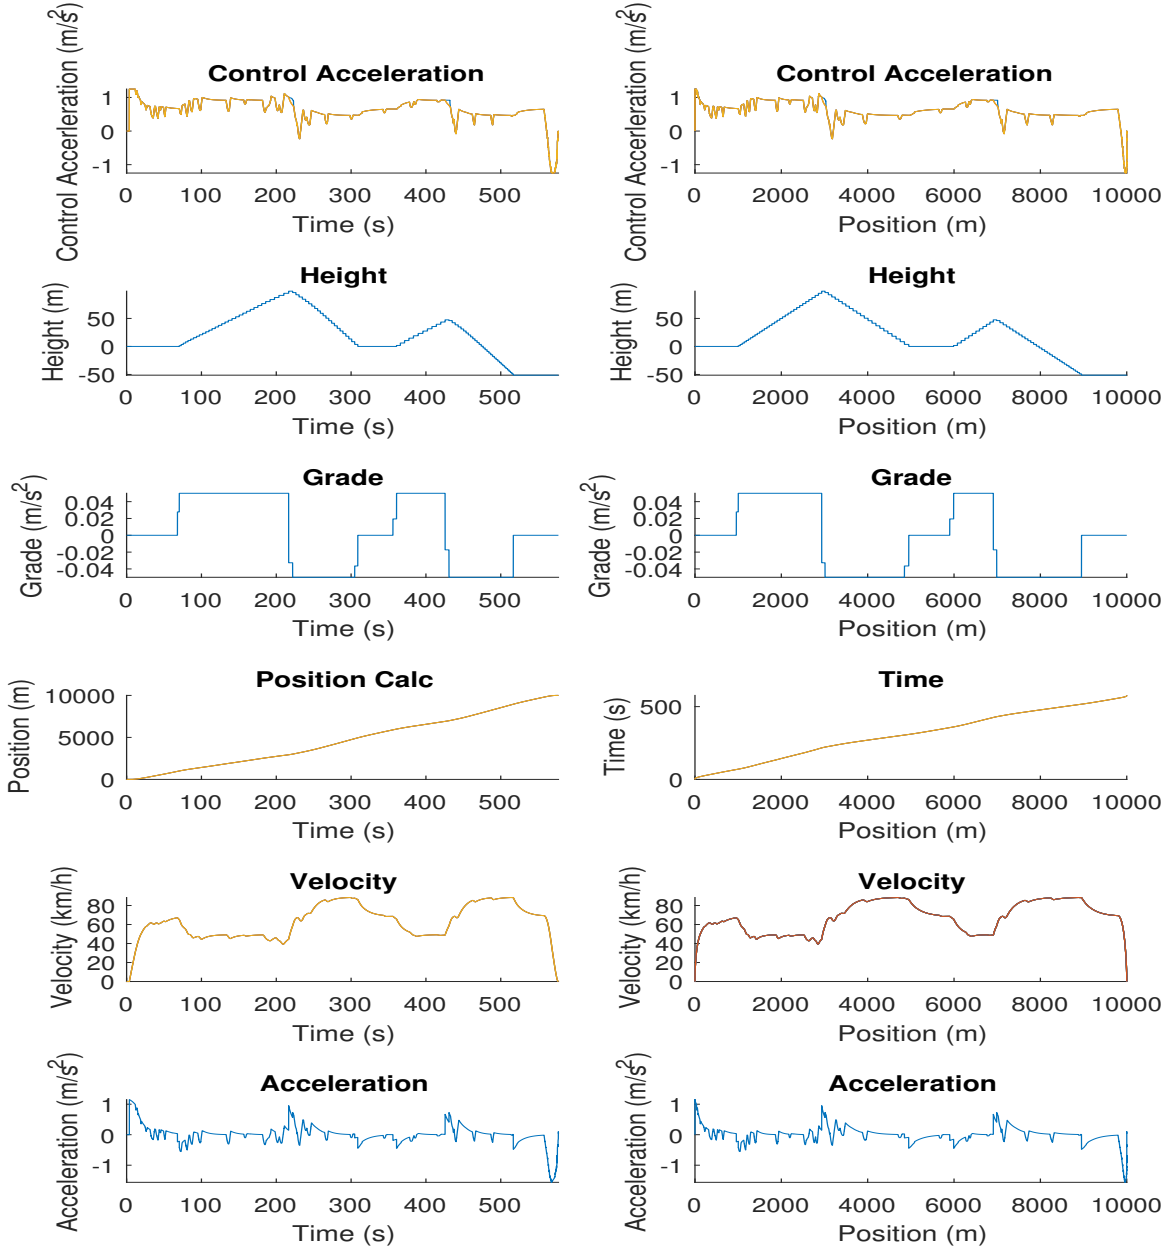 Control Acceleration
Control Accerleration (m/s²)
1
0
-1
0 100 200 300 400 500
Time (s)
Control Acceleration
Control Accerleration (m/s²)
1
0
-1
0 2000 4000 6000 8000 10000
Position (m)
Height
Height (m)
50
0
-50
0 100 200 300 400 500
Time (s)
Height
Height (m)
50
0
-50
0 2000 4000 6000 8000 10000
Position (m)
Grade
Grade (m/s²)
0.04
0.02
0
-0.02
-0.04
0 100 200 300 400 500
Time (s)
Grade
Grade (m/s²)
0.04
0.02
0
-0.02
-0.04
0 2000 4000 6000 8000 10000
Position (m)
Position Calc
Position (m)
10000
5000
0
0 100 200 300 400 500
Time (s)
Time
Time (s)
500
0
0 2000 4000 6000 8000 10000
Position (m)
Velocity
Velocity (km/h)
80
60
40
20
0
0 100 200 300 400 500
Time (s)
Velocity
Velocity (km/h)
80
60
40
20
0
0 2000 4000 6000 8000 10000
Position (m)
Acceleration
Acceleration (m/s²)
1
0
-1
0 100 200 300 400 500
Time (s)
Acceleration
Acceleration (m/s²)
1
0
-1
0 2000 4000 6000 8000 10000
Position (m)